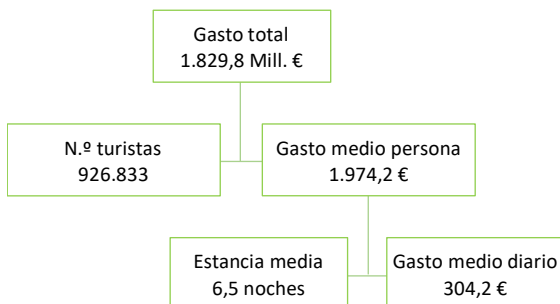 Gasto total
1.829,8 Mill. €
N.º turistas
926.833
Gasto medio persona
1.974,2 €
Estancia media
6,5 noches
Gasto medio diario
304,2 €